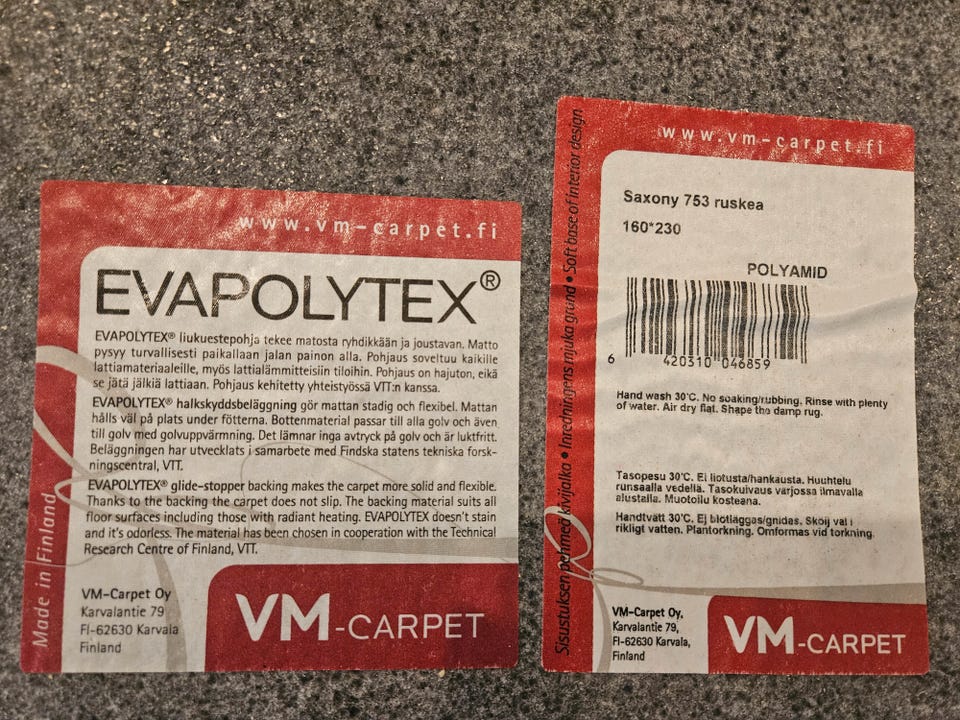 www.vm-carpet.fi
EVAPOLYTEX®
EVAPOLYTEX® liukuestepohja tekee matosta ryhdikkään ja joustavan. Matto
pysyy turvallisesti paikallaan jalan painon alla. Pohjaus soveltuu kaikille
lattiamateriaaleille, myös lattialämmitteisiin tiloihin. Pohjaus on hajuton, eikä
se jätä jälkiä lattiaan. Pohjaus kehitetty yhteistyössä VTT:n kanssa.
EVAPOLYTEX® halkskyddsbeläggning gör mattan stadig och flexibel. Mattan
hålls väl på plats under fötterna. Bottenmaterial passar till alla golv och även
till golv med golvuppvärmning. Det lämnar inga avtryck på golv och är luktfritt.
Beläggningen har utvecklats i samarbete med Findska statens tekniska forsk-
ningscentral, VTT.
EVAPOLYTEX® glide-stopper backing makes the carpet more solid and flexible.
Thanks to the backing the carpet does not slip. The backing material suits all
floor surfaces including those with radiant heating. EVAPOLYTEX doesn't stain
and it's odorless. The material has been chosen in cooperation with the Technical
Research Centre of Finland, VTT.
Made in Finland
VM-Carpet Oy
Karvalantie 79
FI-62630 Karvala
Finland
VM-CARPET
www.vm-carpet.fi
Sisustuksen pehmeä kivijalka • Inredningens mjuka grund • Soft base of interior design
Saxony 753 ruskea
160*230
POLYAMID
6 420310 046859
Hand wash 30'C. No soaking/rubbing. Rinse with plenty
of water. Air dry flat. Shape the damp rug.
Tasopesu 30'C. Ei liotusta/hankausta. Huuhtelu
runsaalla vedellä. Tasokuivaus varjossa ilmavalla
alustalla. Muotoilu kosteana.
Handtvätt 30'C. Ej blötläggas/gnidas. Skölj väl i
rikligt vatten. Plantorkning. Omformas vid torkning.
VM-Carpet Oy,
Karvalantie 79,
FI-62630 Karvala,
Finland
VM-CARPET